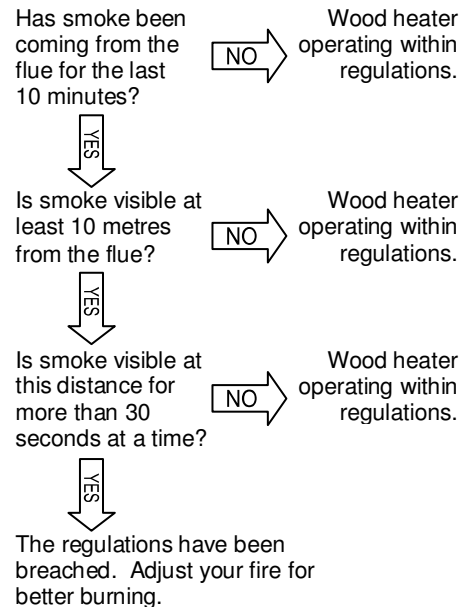 Has smoke been
coming from the
flue for the last
10 minutes?
NO
Wood heater
operating within
regulations.
YES
Is smoke visible at
least 10 metres
from the flue?
NO
Wood heater
operating within
regulations.
YES
Is smoke visible at
this distance for
more than 30
seconds at a time?
NO
Wood heater
operating within
regulations.
YES
The regulations have been
breached.  Adjust your fire for
better burning.